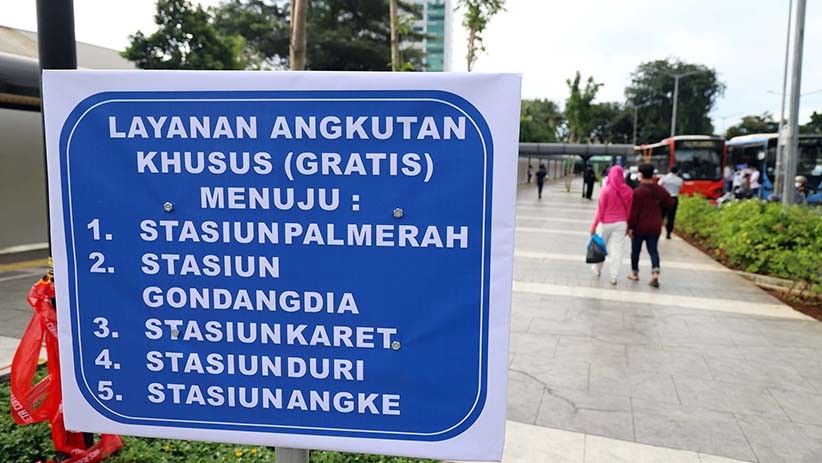 LAYANAN ANGKUTAN
KHUSUS (GRATIS)
MENUJU :
1. STASIUN PALMERAH
2. STASIUN
GONDANGDIA
3. STASIUN KARET
4. STASIUN DURI
5. STASIUN ANGKE